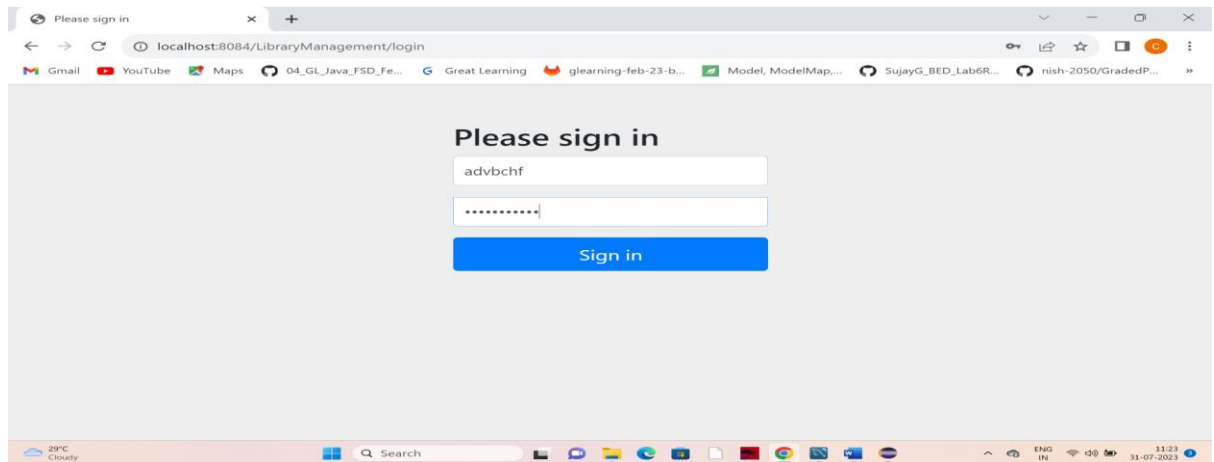 Please sign in
localhost:8084/LibraryManagement/login
Gmail YouTube Maps 04_GL_Java_FSD_Fe... Great Learning glearning-feb-23-b... Model, ModelMap,... SujayG_BED_Lab6R... nish-2050/GradedP... »
Please sign in
advbchf
•••••••••••
Sign in
29°C
Cloudy
Search
ENG
IN
11:23
31-07-2023